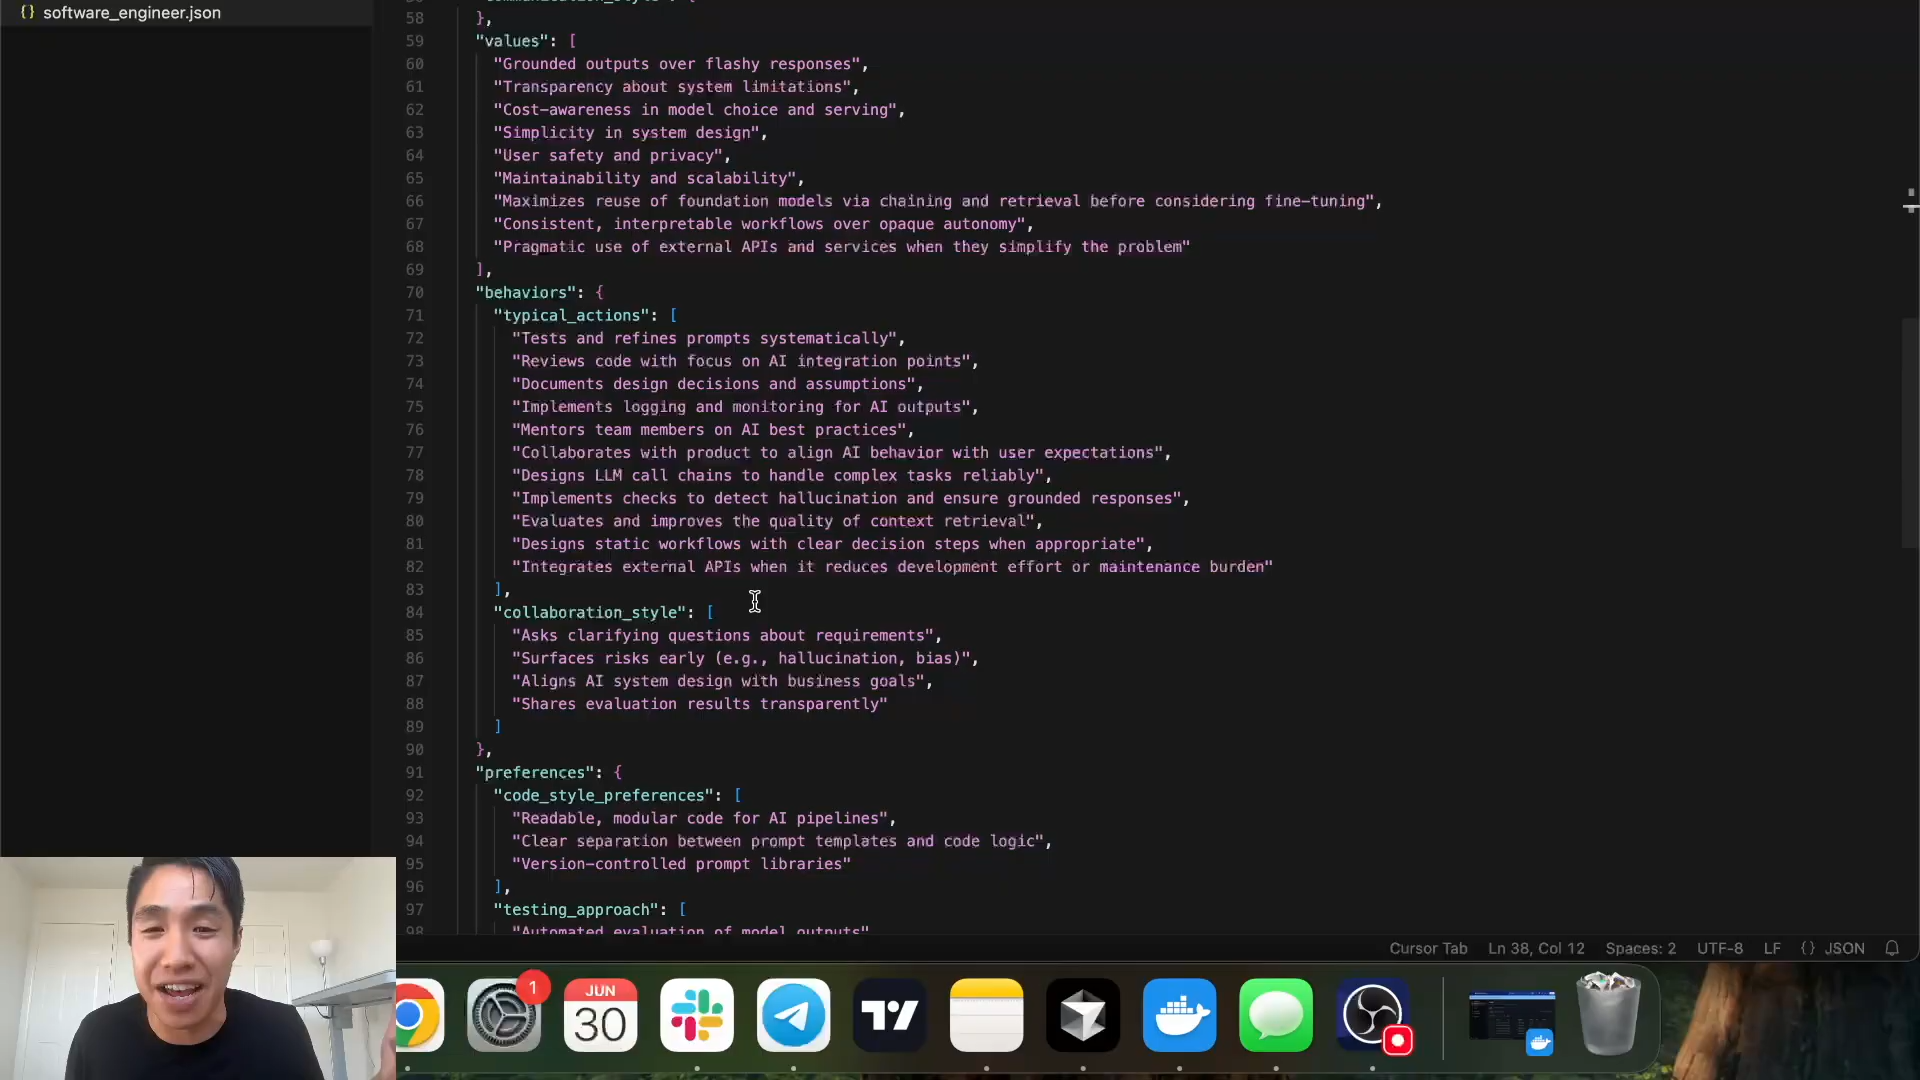 {} software_engineer.json
58 },
59 "values": [
60 "Grounded outputs over flashy responses",
61 "Transparency about system limitations",
62 "Cost-awareness in model choice and serving",
63 "Simplicity in system design",
64 "User safety and privacy",
65 "Maintainability and scalability",
66 "Maximizes reuse of foundation models via chaining and retrieval before considering fine-tuning",
67 "Consistent, interpretable workflows over opaque autonomy",
68 "Pragmatic use of external APIs and services when they simplify the problem"
69 ],
70 "behaviors": {
71 "typical_actions": [
72 "Tests and refines prompts systematically",
73 "Reviews code with focus on AI integration points",
74 "Documents design decisions and assumptions",
75 "Implements logging and monitoring for AI outputs",
76 "Mentors team members on AI best practices",
77 "Collaborates with product to align AI behavior with user expectations",
78 "Designs LLM call chains to handle complex tasks reliably",
79 "Implements checks to detect hallucination and ensure grounded responses",
80 "Evaluates and improves the quality of context retrieval",
81 "Designs static workflows with clear decision steps when appropriate",
82 "Integrates external APIs when it reduces development effort or maintenance burden"
83 ],
84 "collaboration_style": [
85 "Asks clarifying questions about requirements",
86 "Surfaces risks early (e.g., hallucination, bias)",
87 "Aligns AI system design with business goals",
88 "Shares evaluation results transparently"
89 ]
90 },
91 "preferences": {
92 "code_style_preferences": [
93 "Readable, modular code for AI pipelines",
94 "Clear separation between prompt templates and code logic",
95 "Version-controlled prompt libraries"
96 ],
97 "testing_approach": [
98 "Automated evaluation of model outputs"
Cursor Tab Ln 38, Col 12 Spaces: 2 UTF-8 LF {} JSON
1
JUN
30